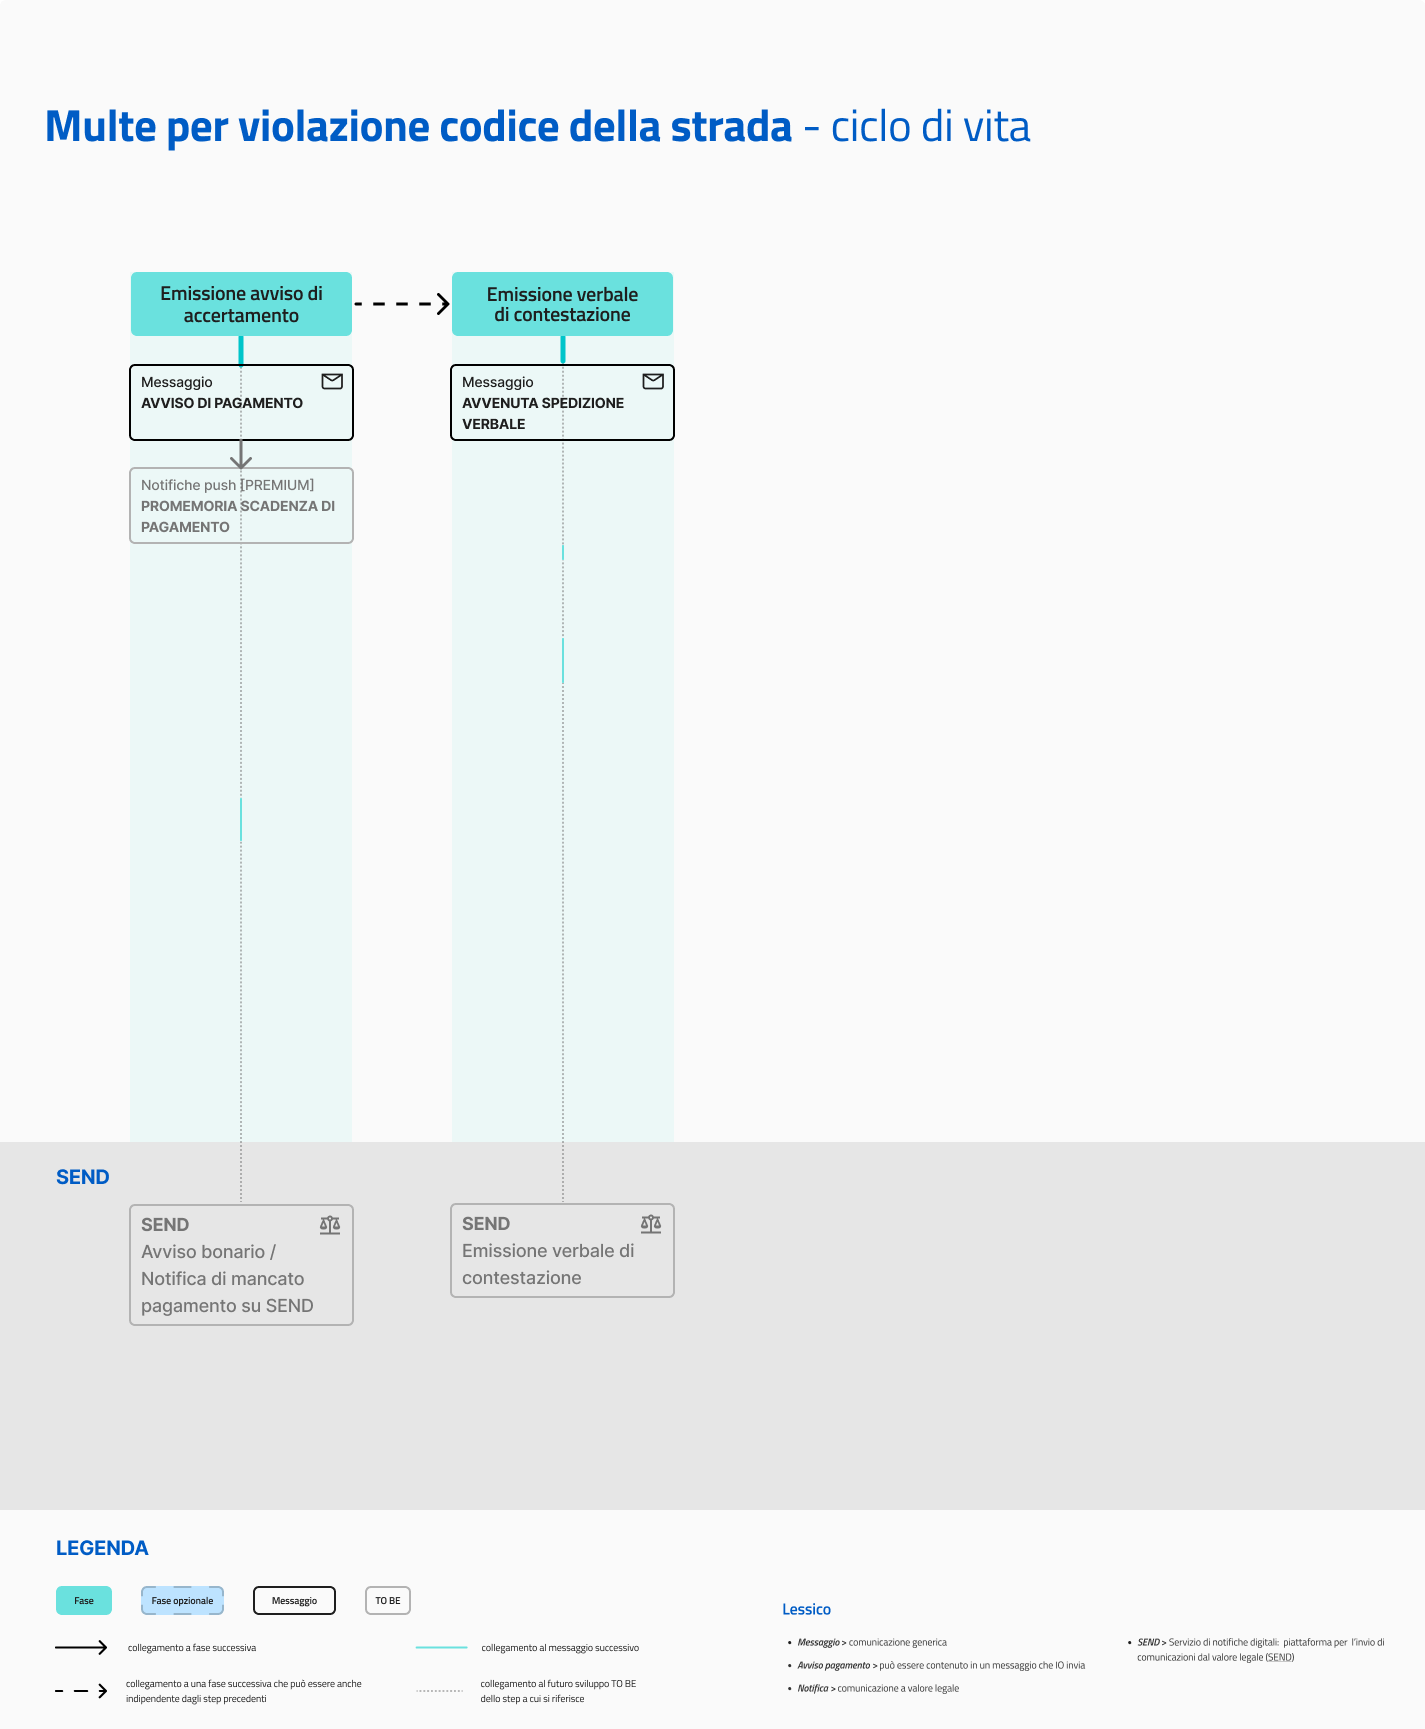 Multe per violazione codice della strada - ciclo di vita
Emissione avviso di
accertamento
Messaggio
AVVISO DI PAGAMENTO
Notifiche push [PREMIUM]
PROMEMORIA SCADENZA DI
PAGAMENTO
Emissione verbale
di contestazione
Messaggio
AVVENUTA SPEDIZIONE
VERBALE
SEND
SEND
Avviso bonario /
Notifica di mancato
pagamento su SEND
SEND
Emissione verbale di
contestazione
LEGENDA
Fase
Fase opzionale
Messaggio
TO BE
collegamento a fase successiva
collegamento al messaggio successivo
collegamento a una fase successiva che può essere anche
indipendente dagli step precedenti
collegamento al futuro sviluppo TO BE
dello step a cui si riferisce
Lessico
• Messaggio > comunicazione generica
• Avviso pagamento > può essere contenuto in un messaggio che IO invia
• Notifica > comunicazione a valore legale
• SEND > Servizio di notifiche digitali: piattaforma per l'invio di
comunicazioni dal valore legale (SEND)